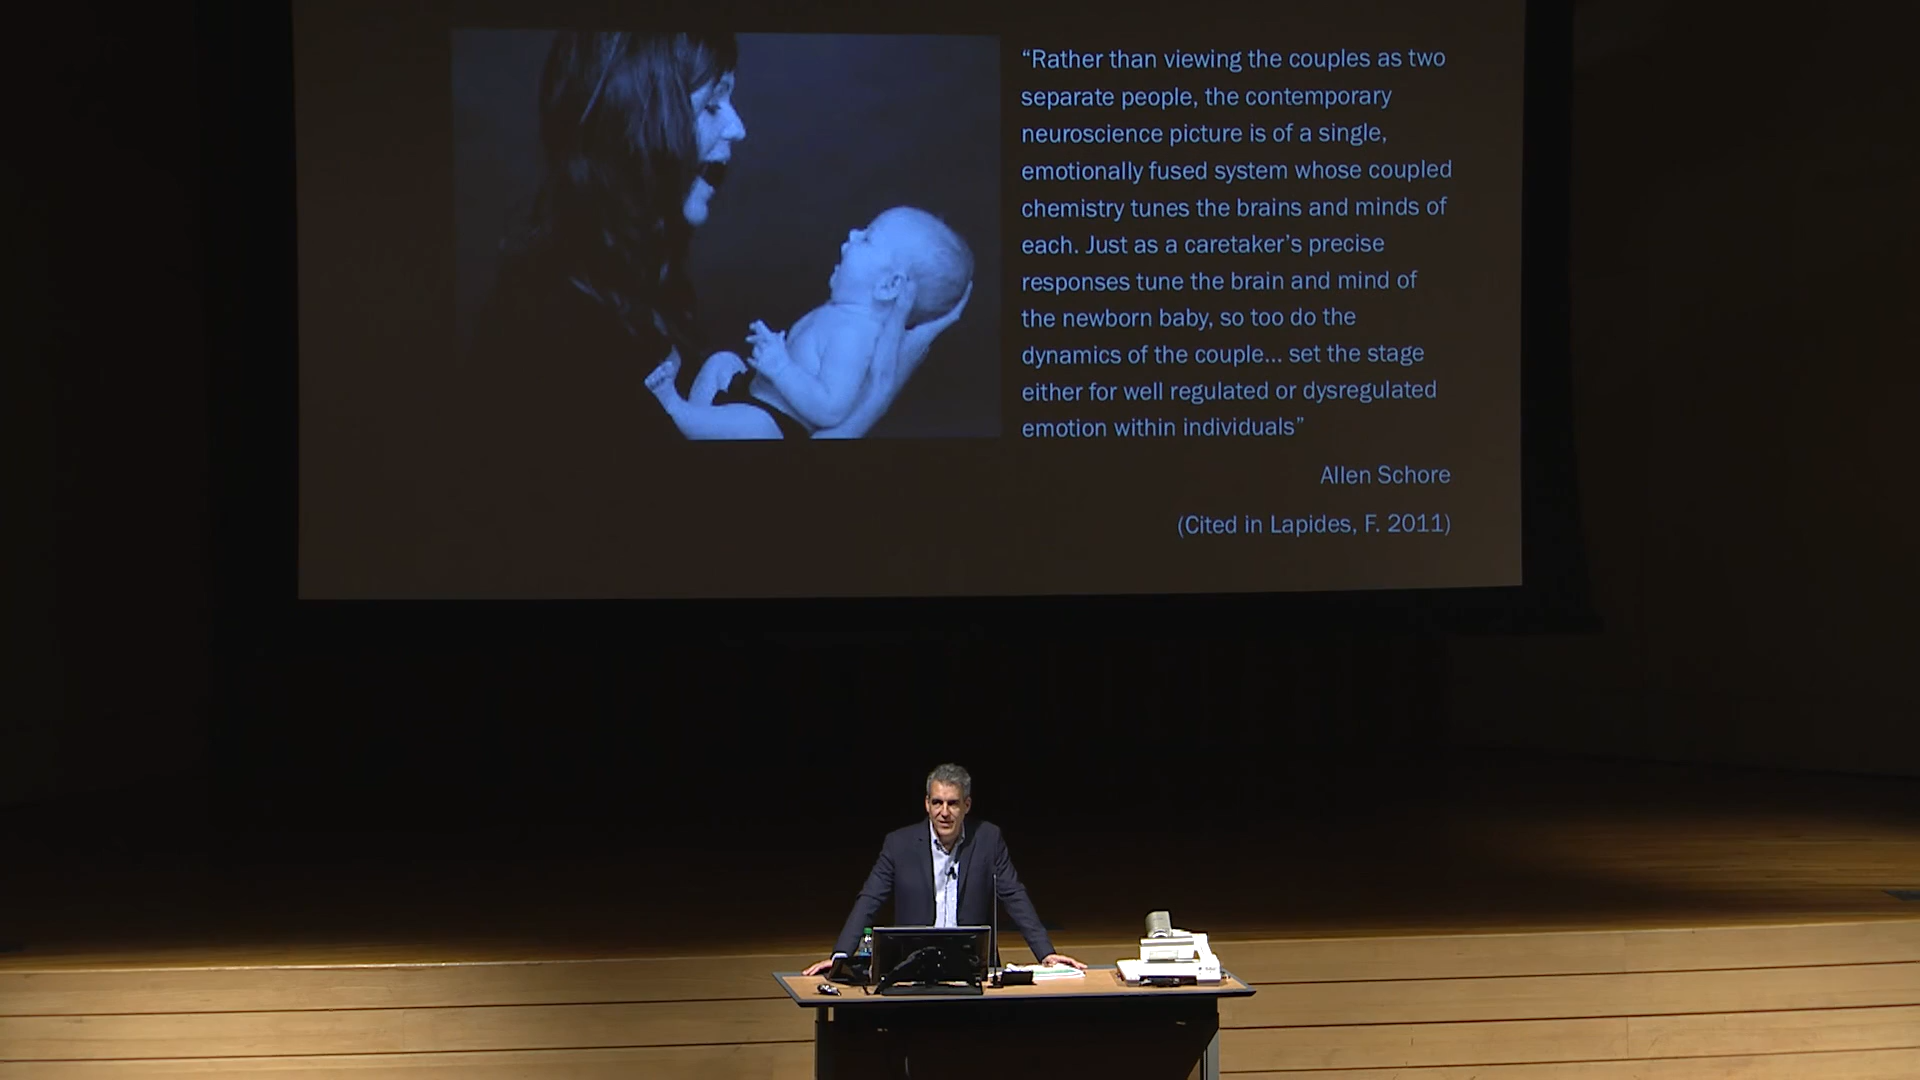 “Rather than viewing the couples as two
separate people, the contemporary
neuroscience picture is of a single,
emotionally fused system whose coupled
chemistry tunes the brains and minds of
each. Just as a caretaker’s precise
responses tune the brain and mind of
the newborn baby, so too do the
dynamics of the couple... set the stage
either for well regulated or dysregulated
emotion within individuals”
Allen Schore
(Cited in Lapides, F. 2011)